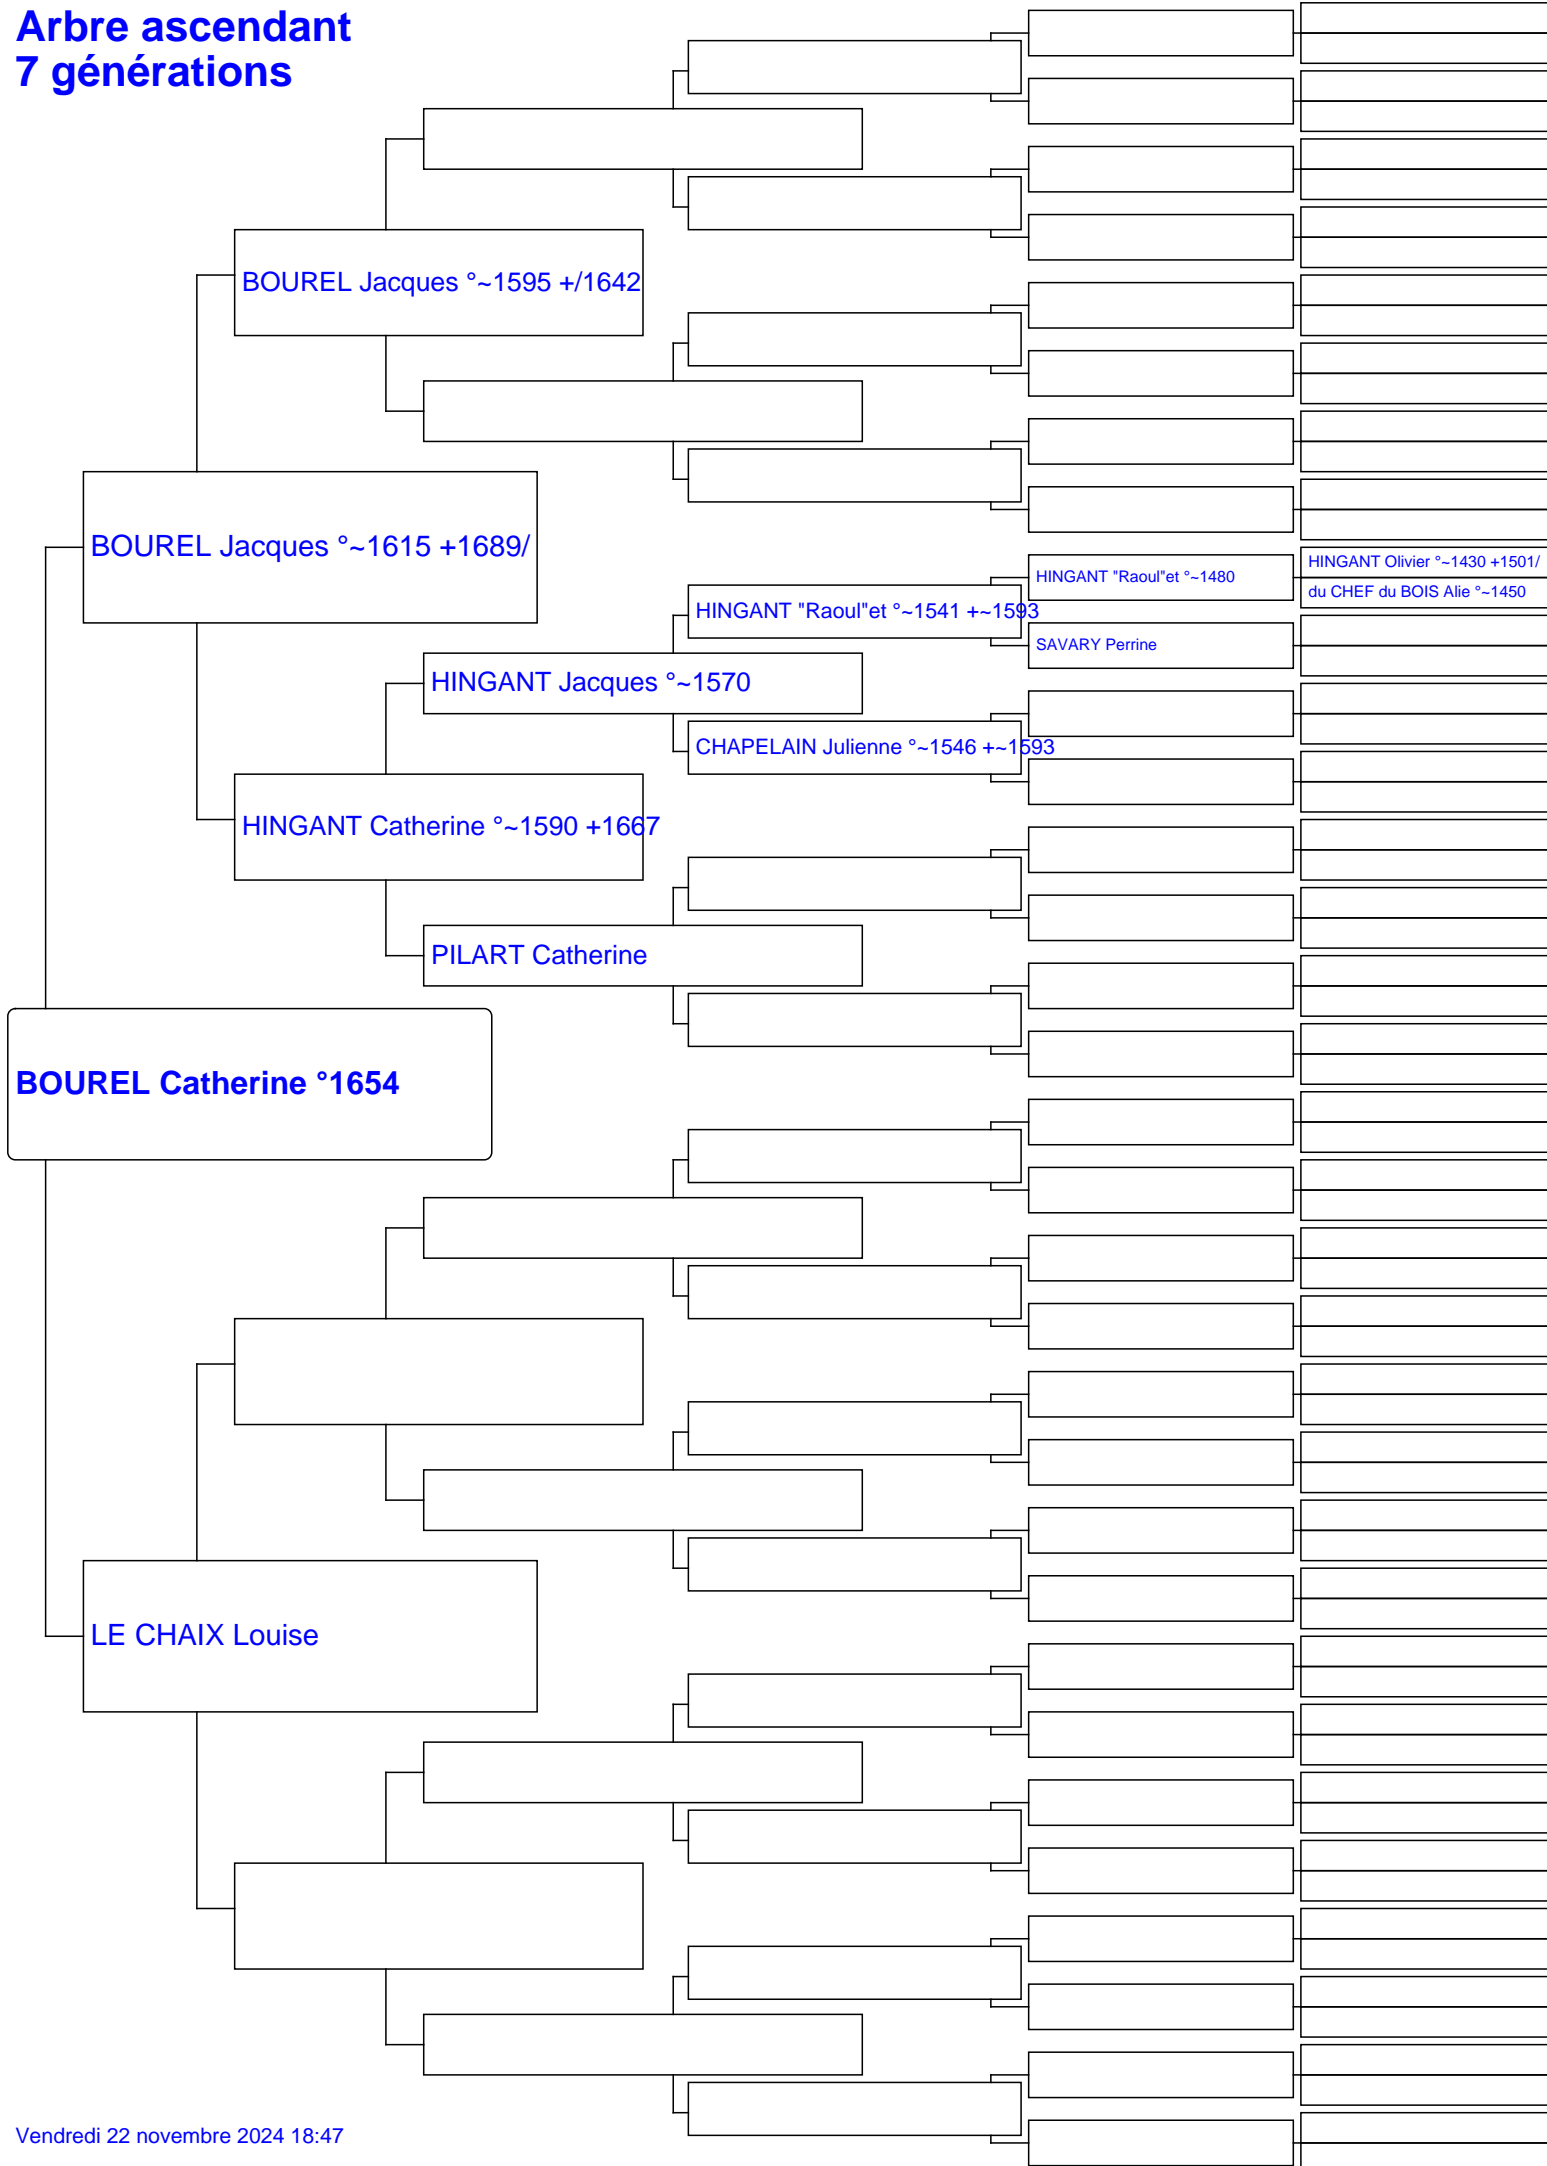 Arbre ascendant
7 générations
BOUREL Jacques °~1595 +/1642
BOUREL Jacques °~1615 +1689/
HINGANT Olivier °~1430 +1501/
HINGANT "Raoul"et °~1480
du CHEF du BOIS Alie °~1450
HINGANT "Raoul"et °~1541 +~1593
SAVARY Perrine
HINGANT Jacques °~1570
CHAPELAIN Julienne °~1546 +~1593
HINGANT Catherine °~1590 +1667
PILART Catherine
BOUREL Catherine °1654
LE CHAIX Louise
Vendredi 22 novembre 2024 18:47